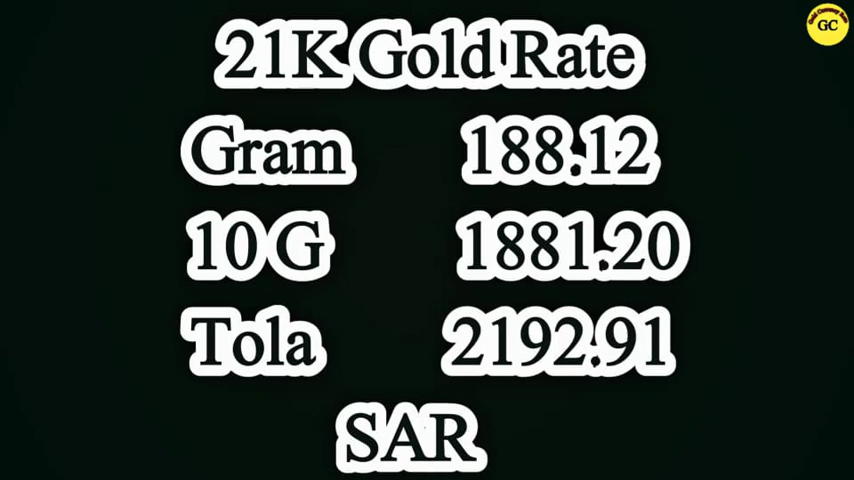 21K Gold Rate
GC
Gram 188.12
10 G 1881.20
Tola 2192.91
SAR